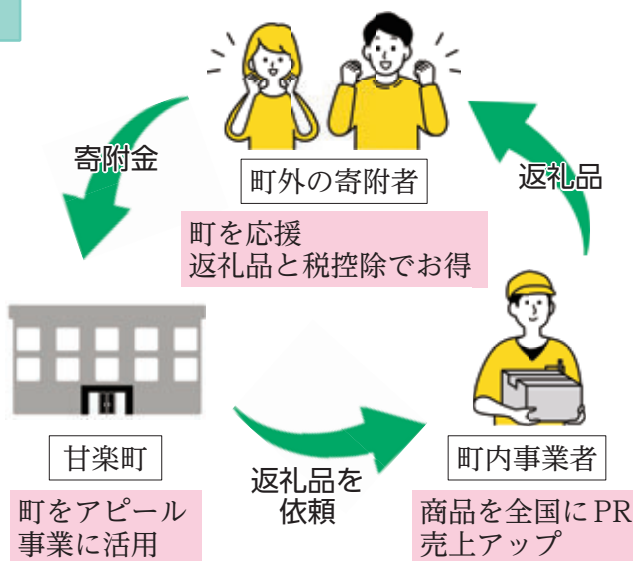 寄附金
町外の寄附者
返礼品
町を応援
返礼品と税控除でお得
甘楽町
返礼品を
依頼
町内事業者
町をアピール
事業に活用
商品を全国にPR
売上アップ